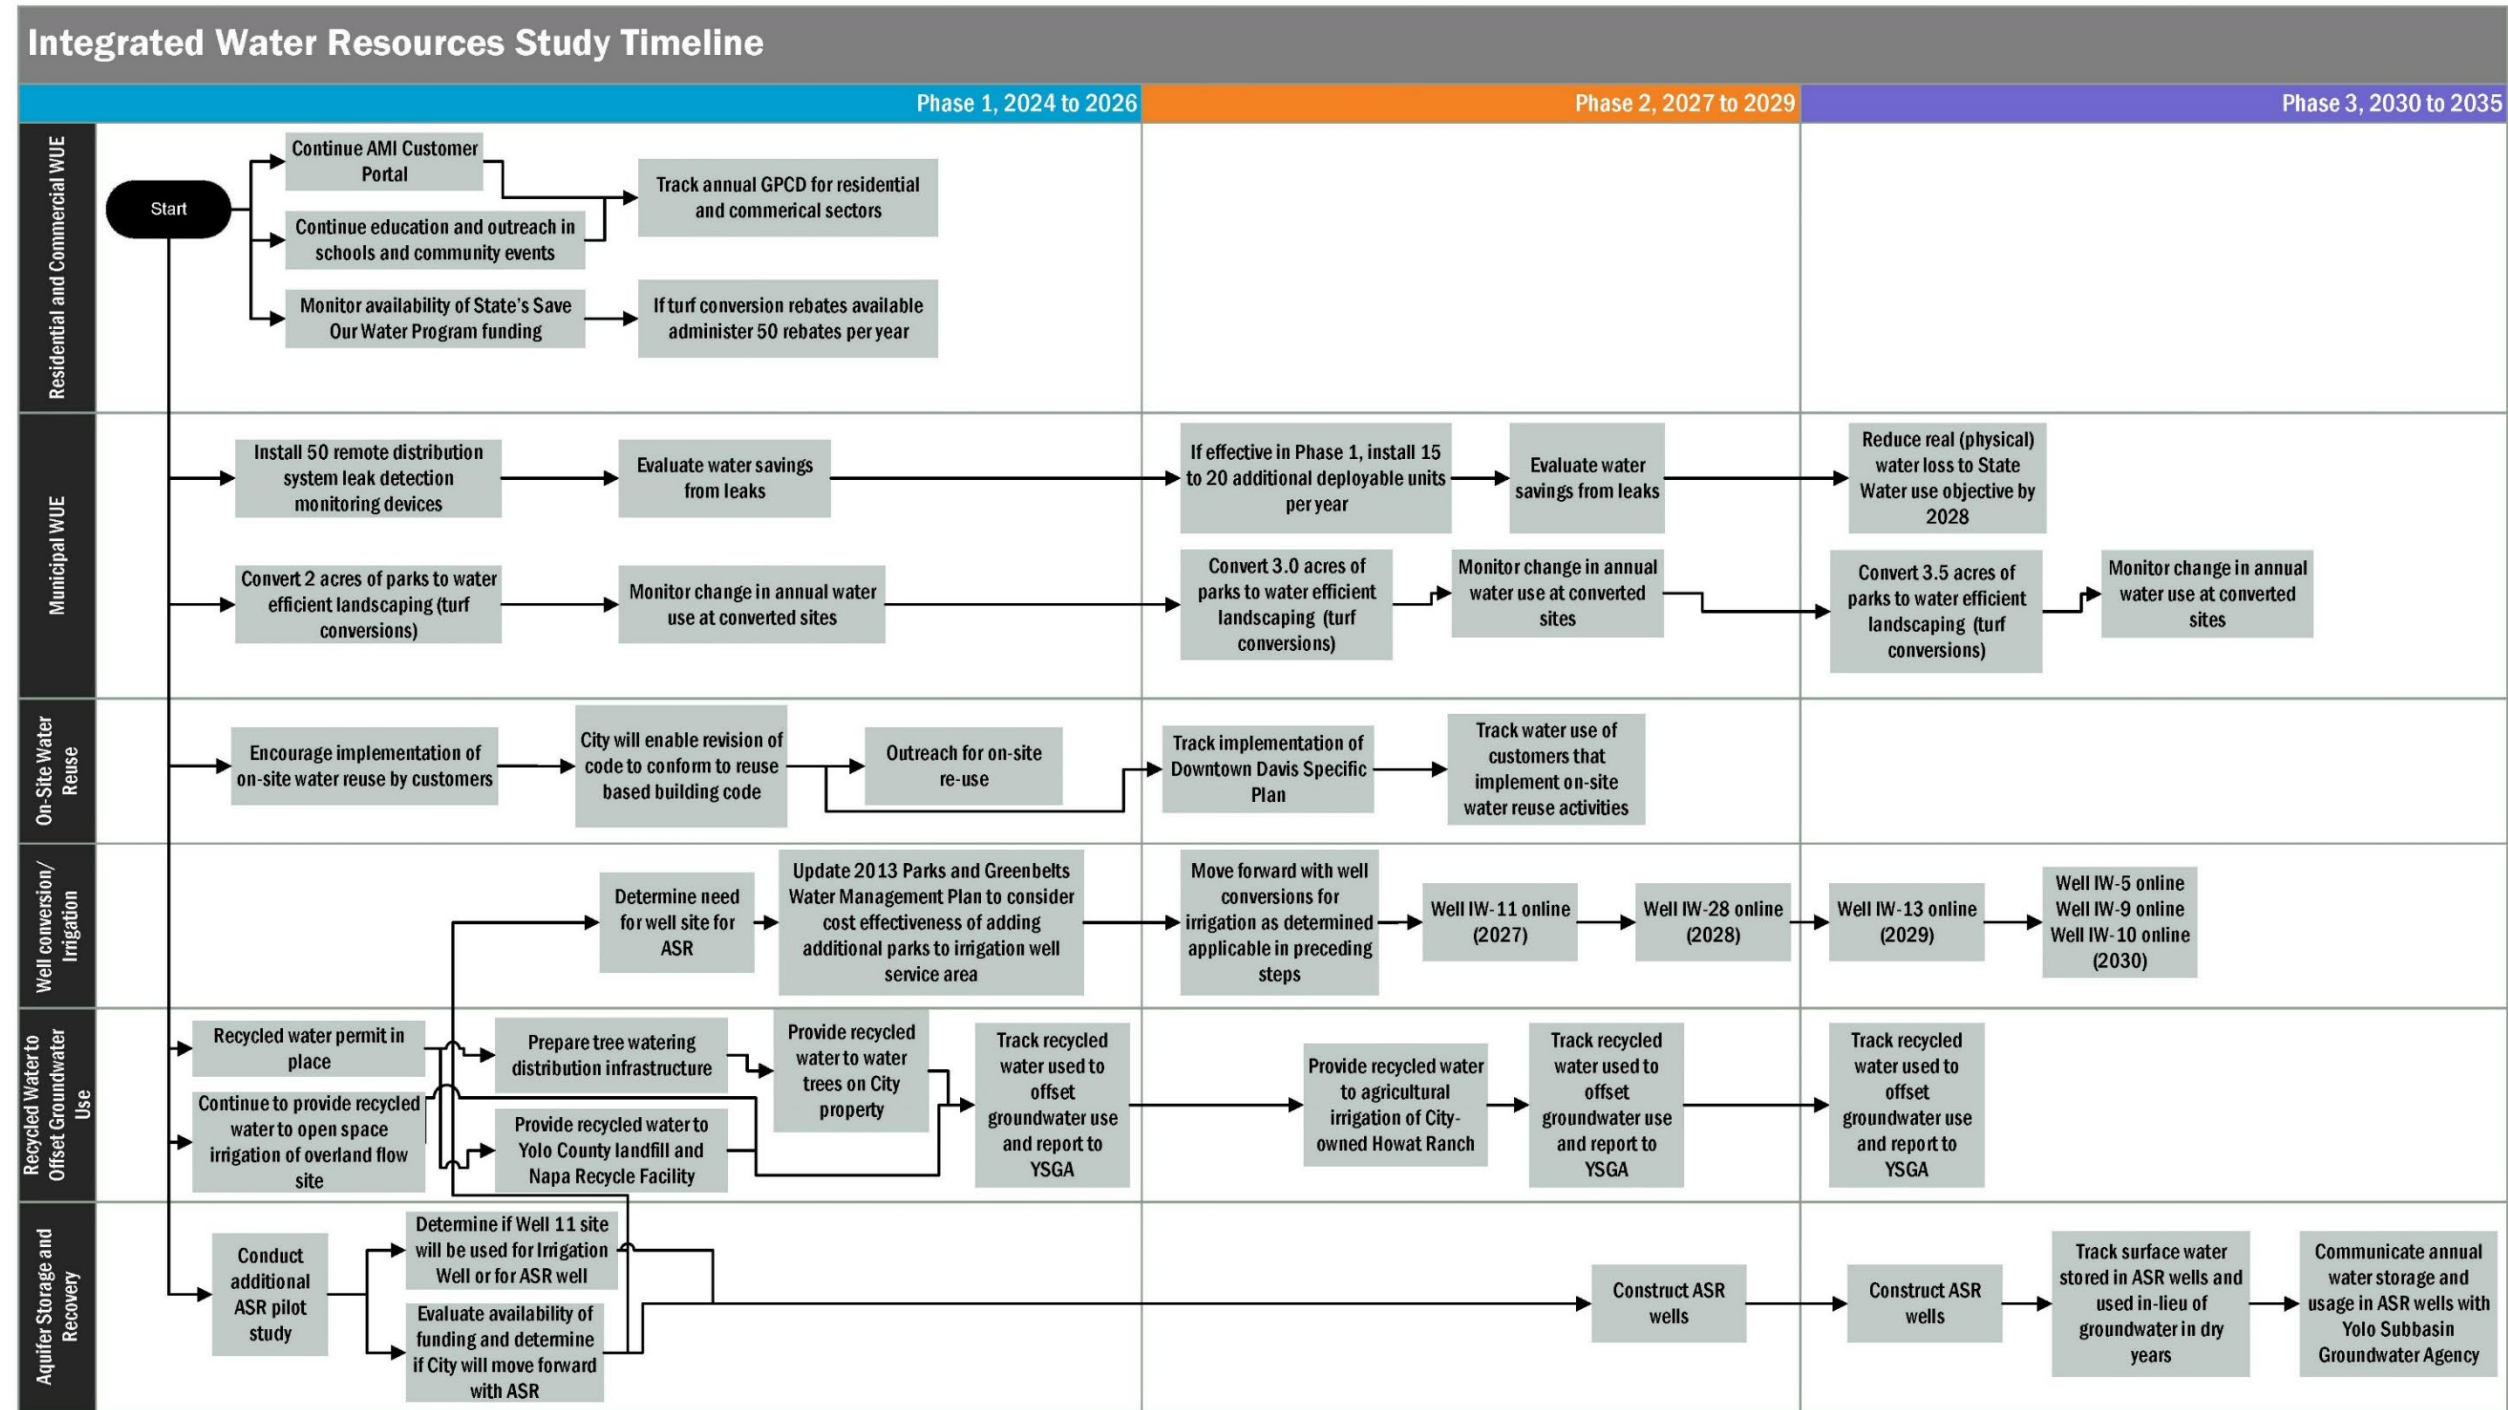 Integrated Water Resources Study Timeline
Phase 1, 2024 to 2026
Phase 2, 2027 to 2029
Phase 3, 2030 to 2035
Residential and Commercial WUE
Start
Continue AMI Customer
Portal
Continue education and outreach in
schools and community events
Monitor availability of State's Save
Our Water Program funding
Track annual GPCD for residential
and commerical sectors
If turf conversion rebates available
administer 50 rebates per year
Municipal WUE
Install 50 remote distribution
system leak detection
monitoring devices
Evaluate water savings
from leaks
If effective in Phase 1, install 15
to 20 additional deployable units
per year
Evaluate water
savings from leaks
Reduce real (physical)
water loss to State
Water use objective by
2028
Convert 2 acres of parks to water
efficient landscaping (turf
conversions)
Monitor change in annual water
use at converted sites
Convert 3.0 acres of
parks to water efficient
landscaping (turf
conversions)
Monitor change in annual
water use at converted
sites
Convert 3.5 acres of
parks to water efficient
landscaping (turf
conversions)
Monitor change in annual
water use at converted
sites
On-Site Water
Reuse
Encourage implementation of
on-site water reuse by customers
City will enable revision of
code to conform to reuse
based building code
Outreach for on-site
re-use
Track implementation of
Downtown Davis Specific
Plan
Track water use of
customers that
implement on-site
water reuse activities
Well conversion/
Irrigation
Determine need
for well site for
ASR
Update 2013 Parks and Greenbelts
Water Management Plan to consider
cost effectiveness of adding
additional parks to irrigation well
service area
Move forward with well
conversions for
irrigation as determined
applicable in preceding
steps
Well IW-11 online
(2027)
Well IW-28 online
(2028)
Well IW-13 online
(2029)
Well IW-5 online
Well IW-9 online
Well IW-10 online
(2030)
Recycled Water to
Offset Groundwater
Use
Recycled water permit in
place
Continue to provide recycled
water to open space
irrigation of overland flow
site
Prepare tree watering
distribution infrastructure
Provide recycled water to
Yolo County landfill and
Napa Recycle Facility
Provide recycled
water to water
trees on City
property
Track recycled
water used to
offset
groundwater use
and report to
YSGA
Provide recycled water
to agricultural
irrigation of City-
owned Howat Ranch
Track recycled
water used to
offset
groundwater use
and report to
YSGA
Track recycled
water used to
offset
groundwater use
and report to
YSGA
Aquifer Storage and
Recovery
Conduct
additional
ASR pilot
study
Determine if Well 11 site
will be used for Irrigation
Well or for ASR well
Evaluate availability of
funding and determine
if City will move forward
with ASR
Construct ASR
wells
Construct ASR
wells
Track surface water
stored in ASR wells and
used in-lieu of
groundwater in dry
years
Communicate annual
water storage and
usage in ASR wells with
Yolo Subbasin
Groundwater Agency